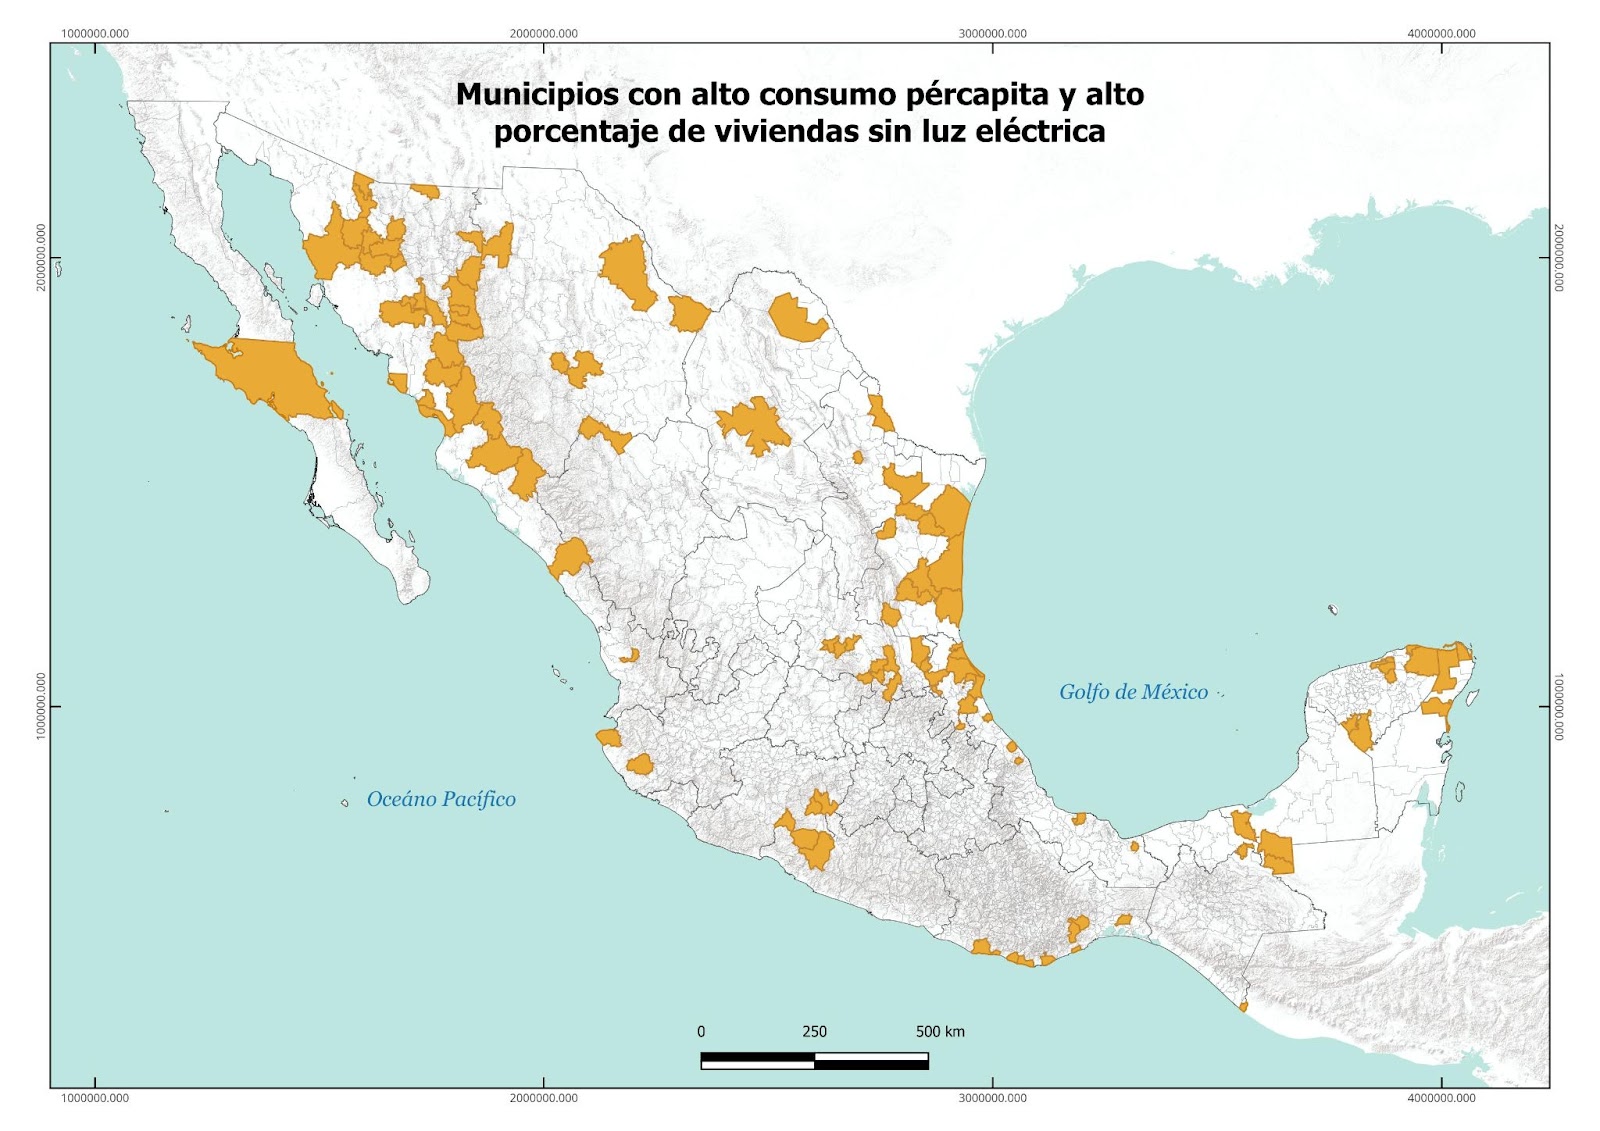 1000000.000
2000000.000
3000000.000
4000000.000
Municipios con alto consumo pércapita y alto
porcentaje de viviendas sin luz eléctrica
2000000.000
2000000.000
Golfo de México
1000000.000
1000000.000
Oceáno Pacífico
0
250
500 km
1000000.000
2000000.000
3000000.000
4000000.000